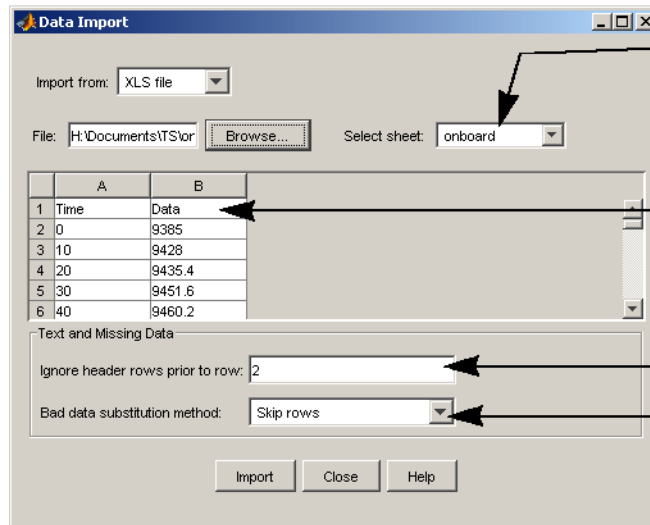 Data Import
Import from: XLS file
File: H:\Documents\TS\or Browse... Select sheet: onboard
A B
1 Time Data
2 0 9385
3 10 9428
4 20 9435.4
5 30 9451.6
6 40 9460.2
Text and Missing Data
Ignore header rows prior to row: 2
Bad data substitution method: Skip rows
Import Close Help